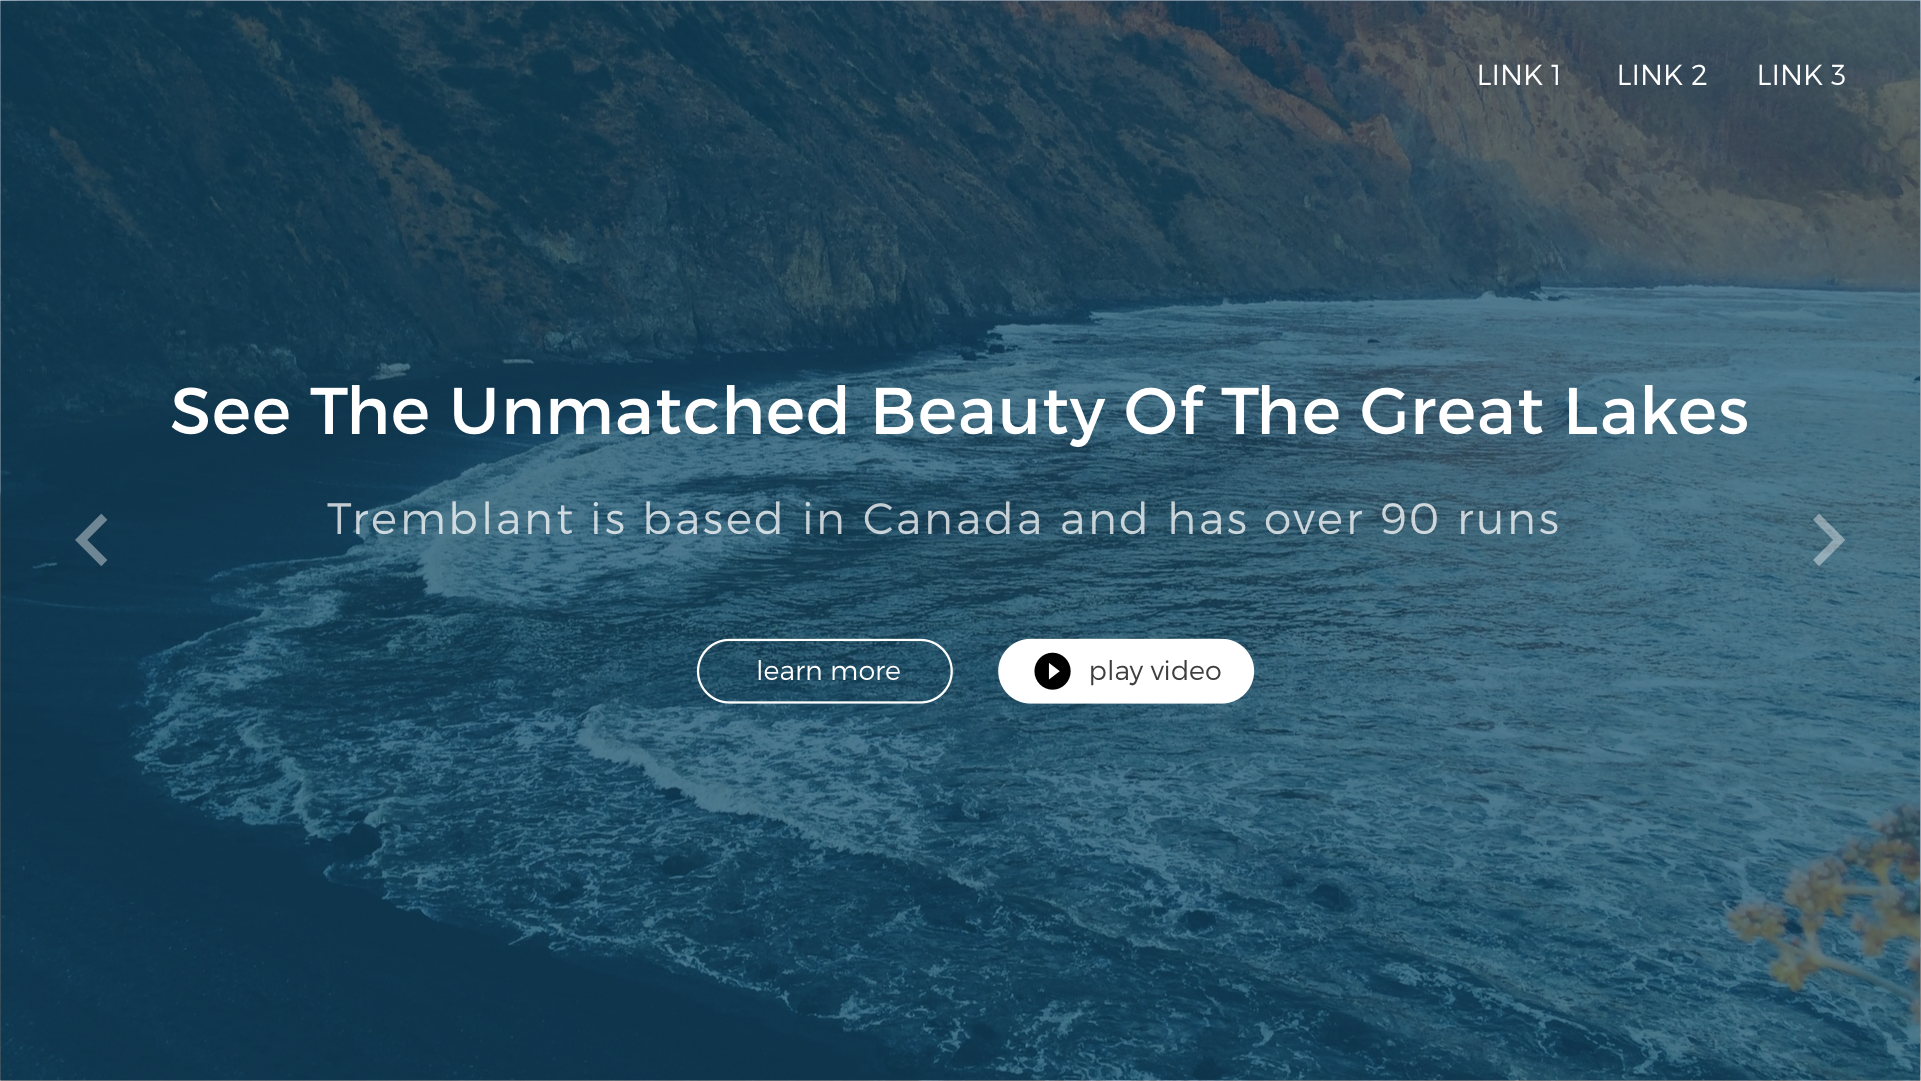 LINK 1 LINK 2 LINK 3
See The Unmatched Beauty Of The Great Lakes
Tremblant is based in Canada and has over 90 runs
learn more play video